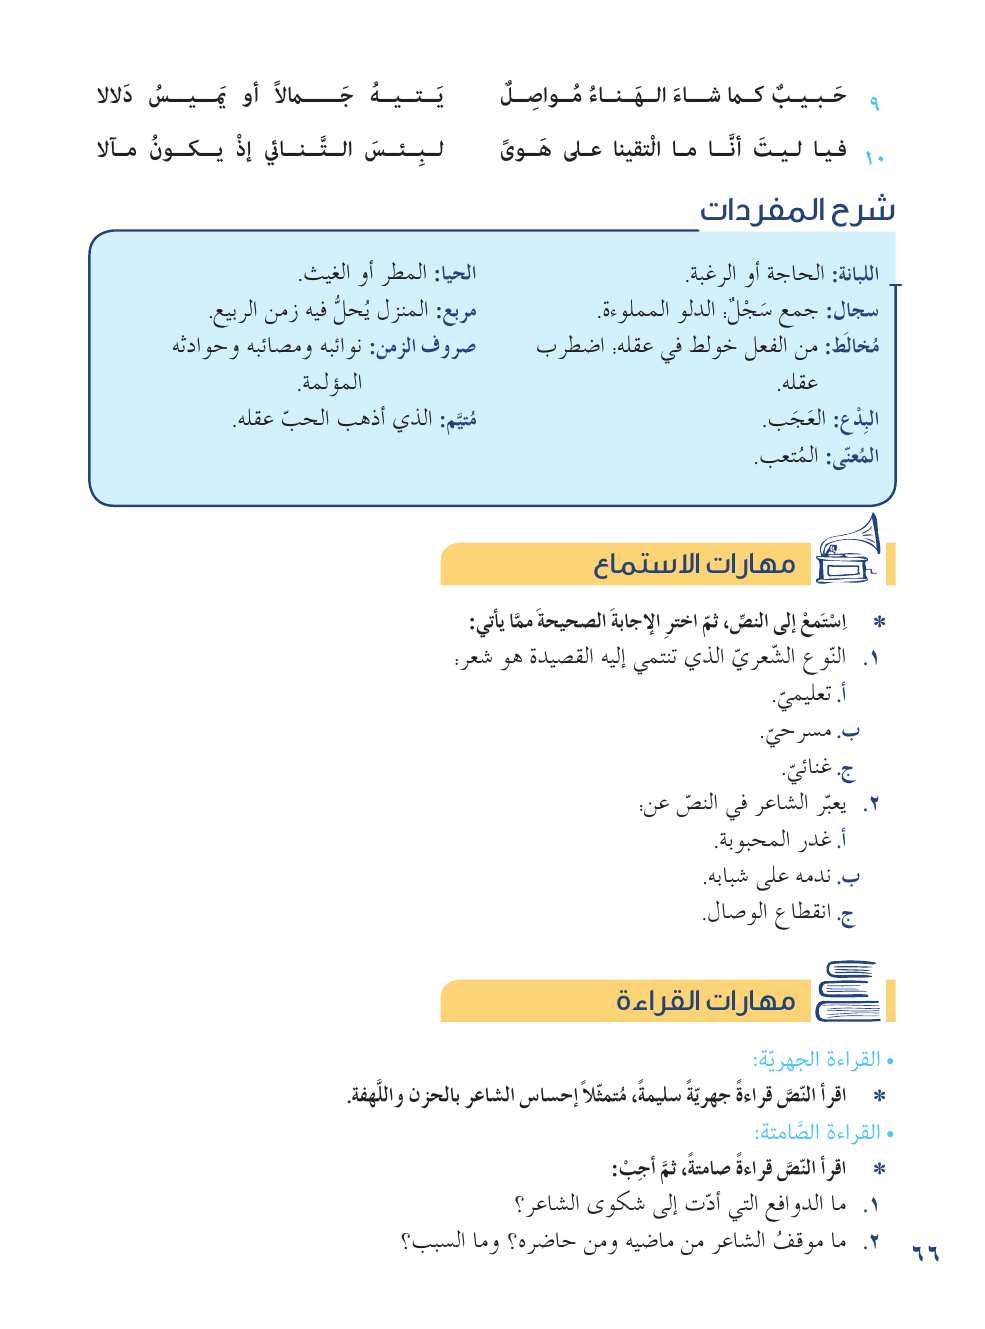 ٩ حَبيبٌ كما شاءَ الهَناءُ مُواصِلٌ يَتيهُ جَمالاً أو يَميسُ دَلالا
١٠ فيا ليتَ أنَّا ما الْتقينا على هَوىً لبِئسَ التَّنائي إذْ يكونُ مآلا
شرح المفردات
اللبانة: الحاجة أو الرغبة.
سجال: جمع سَجْلٌ: الدلو المملوءة.
مُخالَط: من الفعل خولط في عقله: اضطرب
عقله.
البِدْع: العَجَب.
المُعنّى: المُتعب.
الحيا: المطر أو الغيث.
مربع: المنزل يُحلُّ فيه زمن الربيع.
صروف الزمن: نوائبه ومصائبه وحوادثه
المؤلمة.
مُتيَّم: الذي أذهب الحبّ عقله.
مهارات الاستماع
* اِسْتَمعْ إلى النصِّ، ثمّ اخترِ الإجابةَ الصحيحةَ ممَّا يأتي:
١. النّوع الشّعريّ الذي تنتمي إليه القصيدة هو شعر:
أ. تعليميّ.
ب. مسرحيّ.
ج. غنائيّ.
٢. يعبّر الشاعر في النصّ عن:
أ. غدر المحبوبة.
ب. ندمه على شبابه.
ج. انقطاع الوصال.
مهارات القراءة
• القراءة الجهريّة:
* اقرأ النّصَّ قراءةً جهريّةً سليمةً، مُتمثّلاً إحساس الشاعر بالحزن واللَّهفة.
• القراءة الصَّامتة:
* اقرأ النّصَّ قراءةً صامتةً، ثمَّ أجِبْ:
١. ما الدوافع التي أدّت إلى شكوى الشاعر؟
٢. ما موقفُ الشاعر من ماضيه ومن حاضره؟ وما السبب؟
٦٦